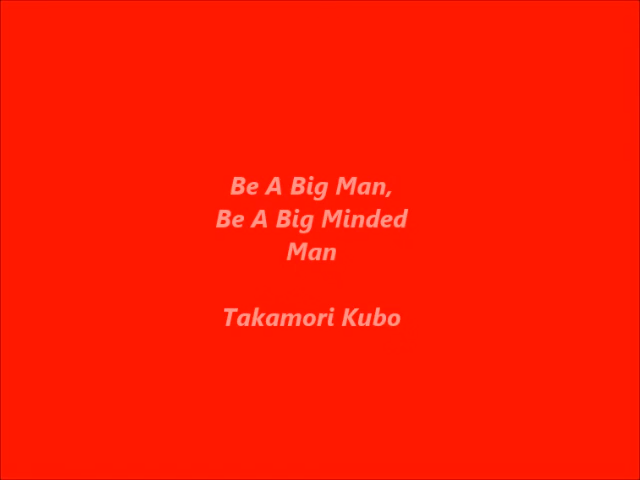 Be A Big Man,
Be A Big Minded
Man
Takamori Kubo